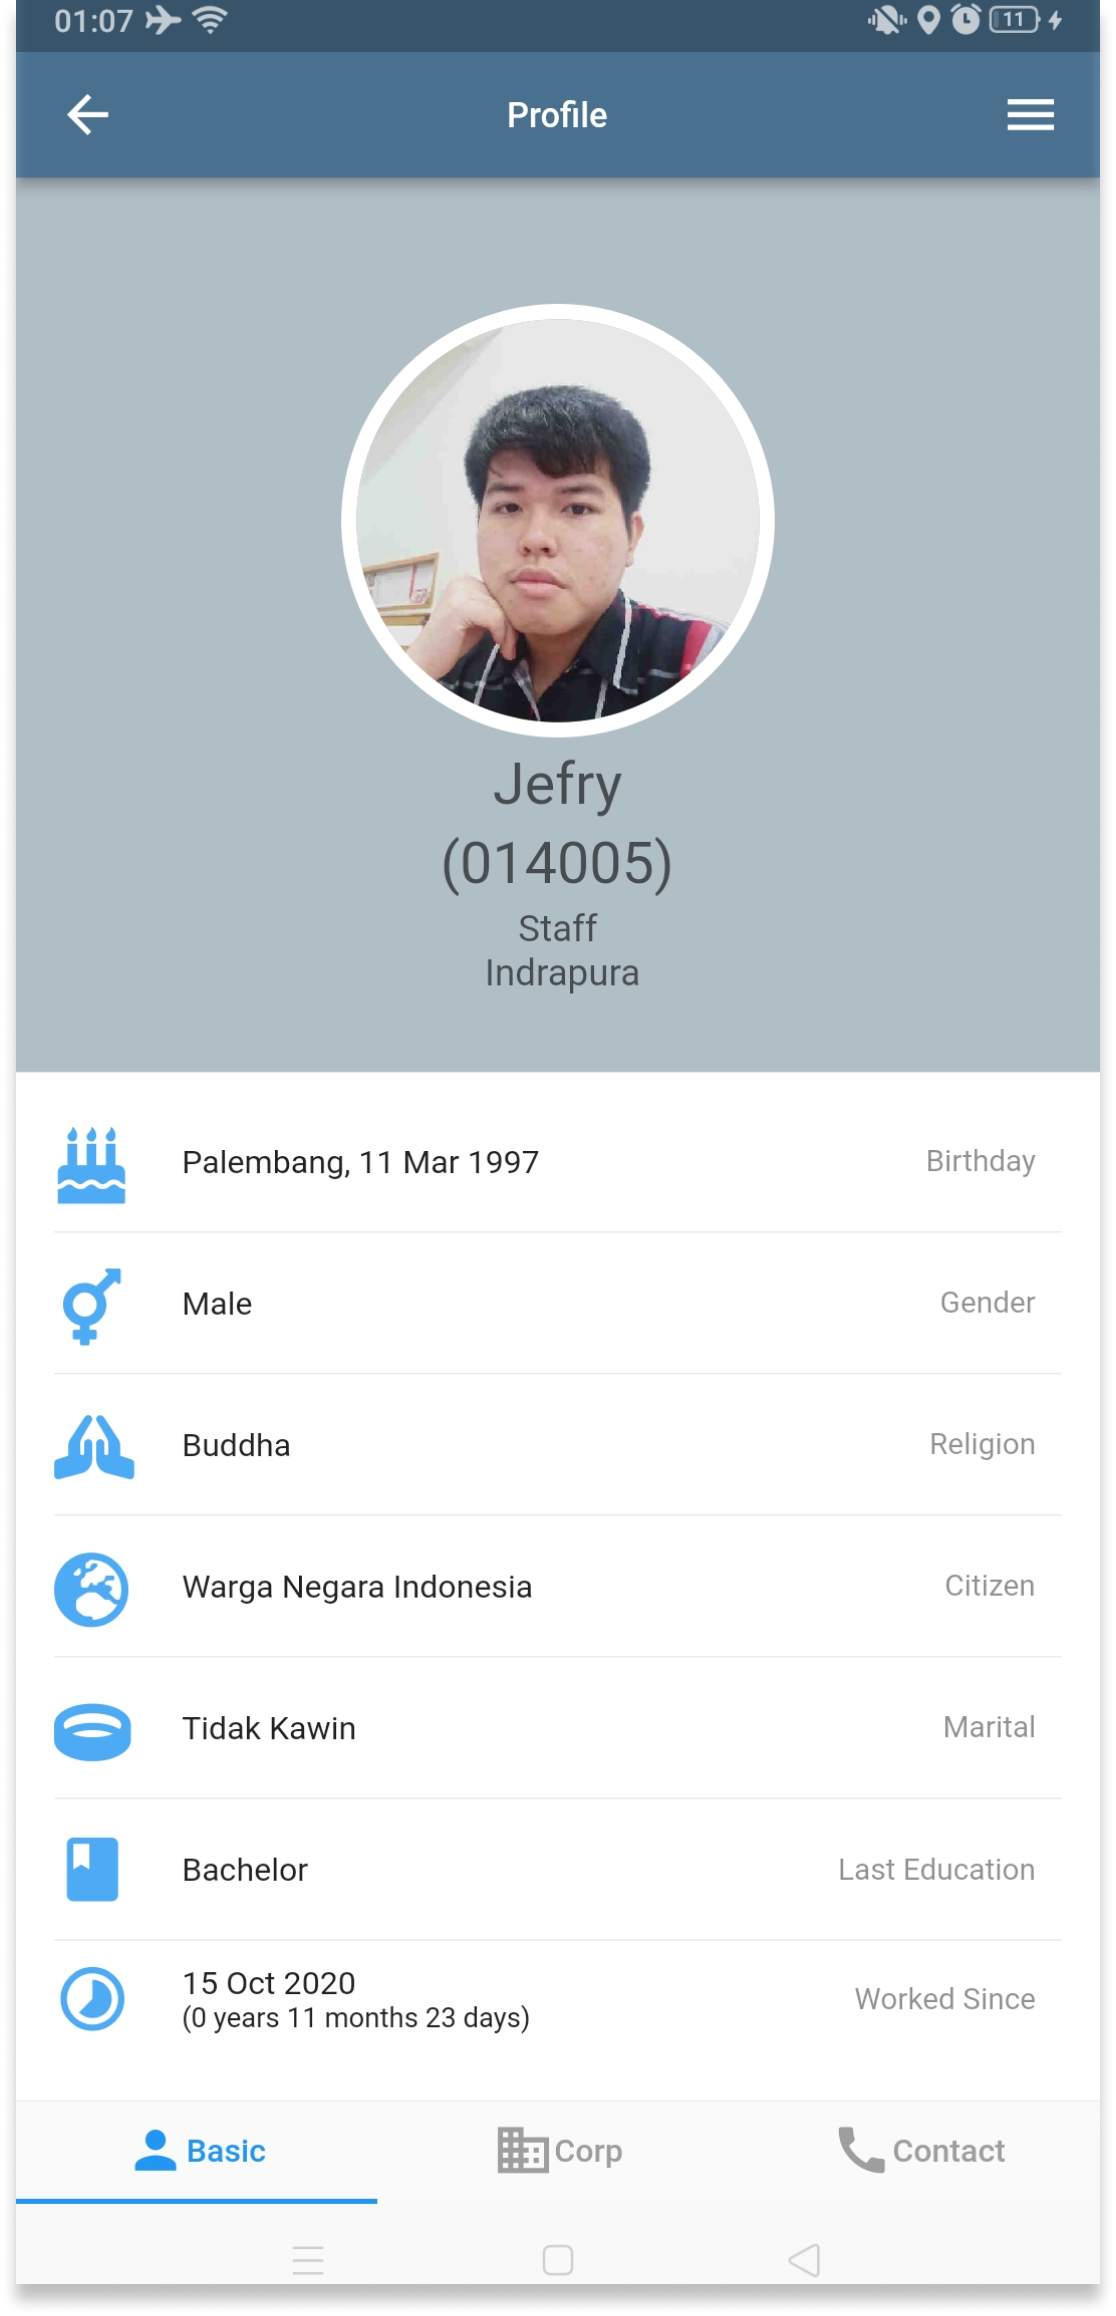 01:07
11
Profile
Jefry
(014005)
Staff
Indrapura
Palembang, 11 Mar 1997 Birthday
Male Gender
Buddha Religion
Warga Negara Indonesia Citizen
Tidak Kawin Marital
Bachelor Last Education
15 Oct 2020
(0 years 11 months 23 days) Worked Since
Basic Corp Contact